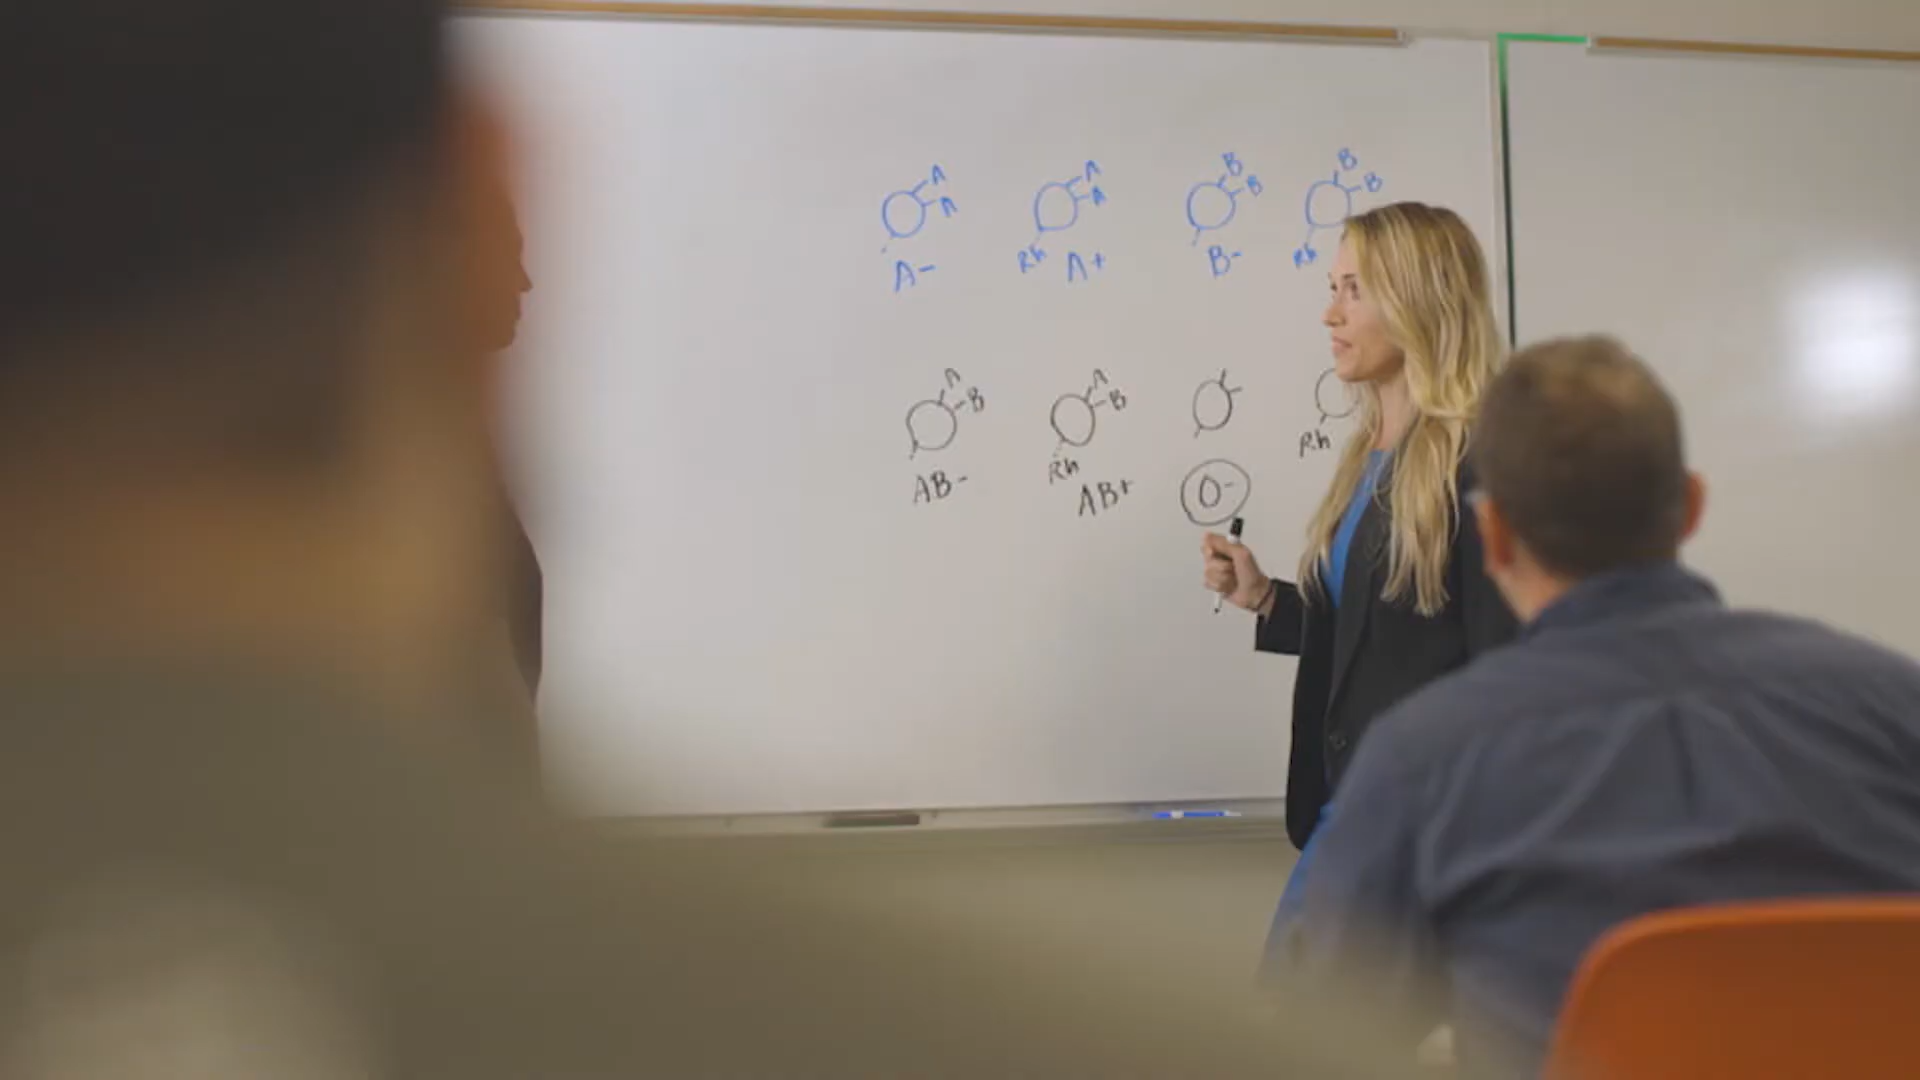 A A B B
A A B B
Rh Rh
A- A+ B-
A A
B B
Rh Rh
AB- AB+ O-